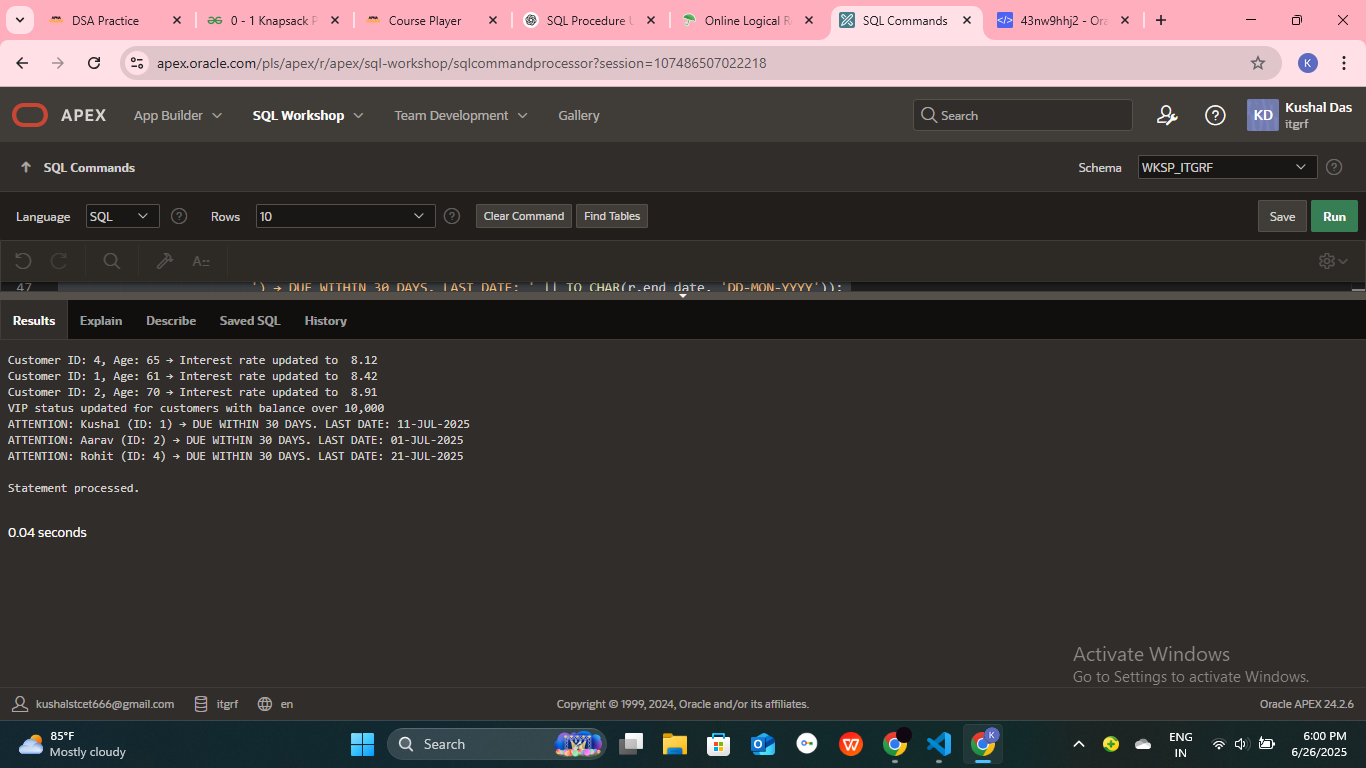 DSA Practice
0 - 1 Knapsack P
Course Player
SQL Procedure U
Online Logical R
SQL Commands
43nw9hhj2 - Ora
apex.oracle.com/pls/apex/r/apex/sql-workshop/sqlcommandprocessor?session=107486507022218
K
APEX
App Builder
SQL Workshop
Team Development
Gallery
Search
KD
Kushal Das
itgrf
SQL Commands
Schema
WKSP_ITGRF
Language
SQL
Rows
10
Clear Command
Find Tables
Save
Run
47 ') → DUE WITHIN 30 DAYS. LAST DATE: ' || TO_CHAR(r.end_date, 'DD-MON-YYYY'));
Results
Explain
Describe
Saved SQL
History
Customer ID: 4, Age: 65 → Interest rate updated to  8.12
Customer ID: 1, Age: 61 → Interest rate updated to  8.42
Customer ID: 2, Age: 70 → Interest rate updated to  8.91
VIP status updated for customers with balance over 10,000
ATTENTION: Kushal (ID: 1) → DUE WITHIN 30 DAYS. LAST DATE: 11-JUL-2025
ATTENTION: Aarav (ID: 2) → DUE WITHIN 30 DAYS. LAST DATE: 01-JUL-2025
ATTENTION: Rohit (ID: 4) → DUE WITHIN 30 DAYS. LAST DATE: 21-JUL-2025
Statement processed.
0.04 seconds
Activate Windows
Go to Settings to activate Windows.
kushalstcet666@gmail.com
itgrf
en
Copyright © 1999, 2024, Oracle and/or its affiliates.
Oracle APEX 24.2.6
85°F
Mostly cloudy
Search
K
ENG
IN
6:00 PM
6/26/2025